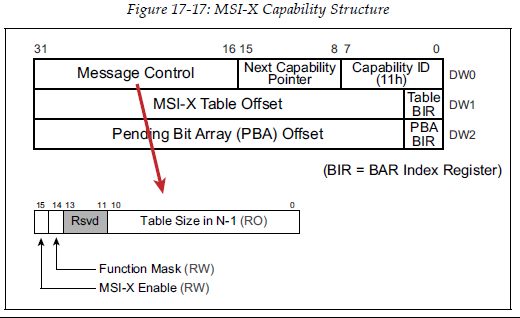 Figure 17-17: MSI-X Capability Structure
31 16 15 8 7 0
Message Control Next Capability Pointer Capability ID (11h) DW0
MSI-X Table Offset Table BIR DW1
Pending Bit Array (PBA) Offset PBA BIR DW2
(BIR = BAR Index Register)
15 14 13 11 10 0
Rsvd Table Size in N-1 (RO)
Function Mask (RW)
MSI-X Enable (RW)